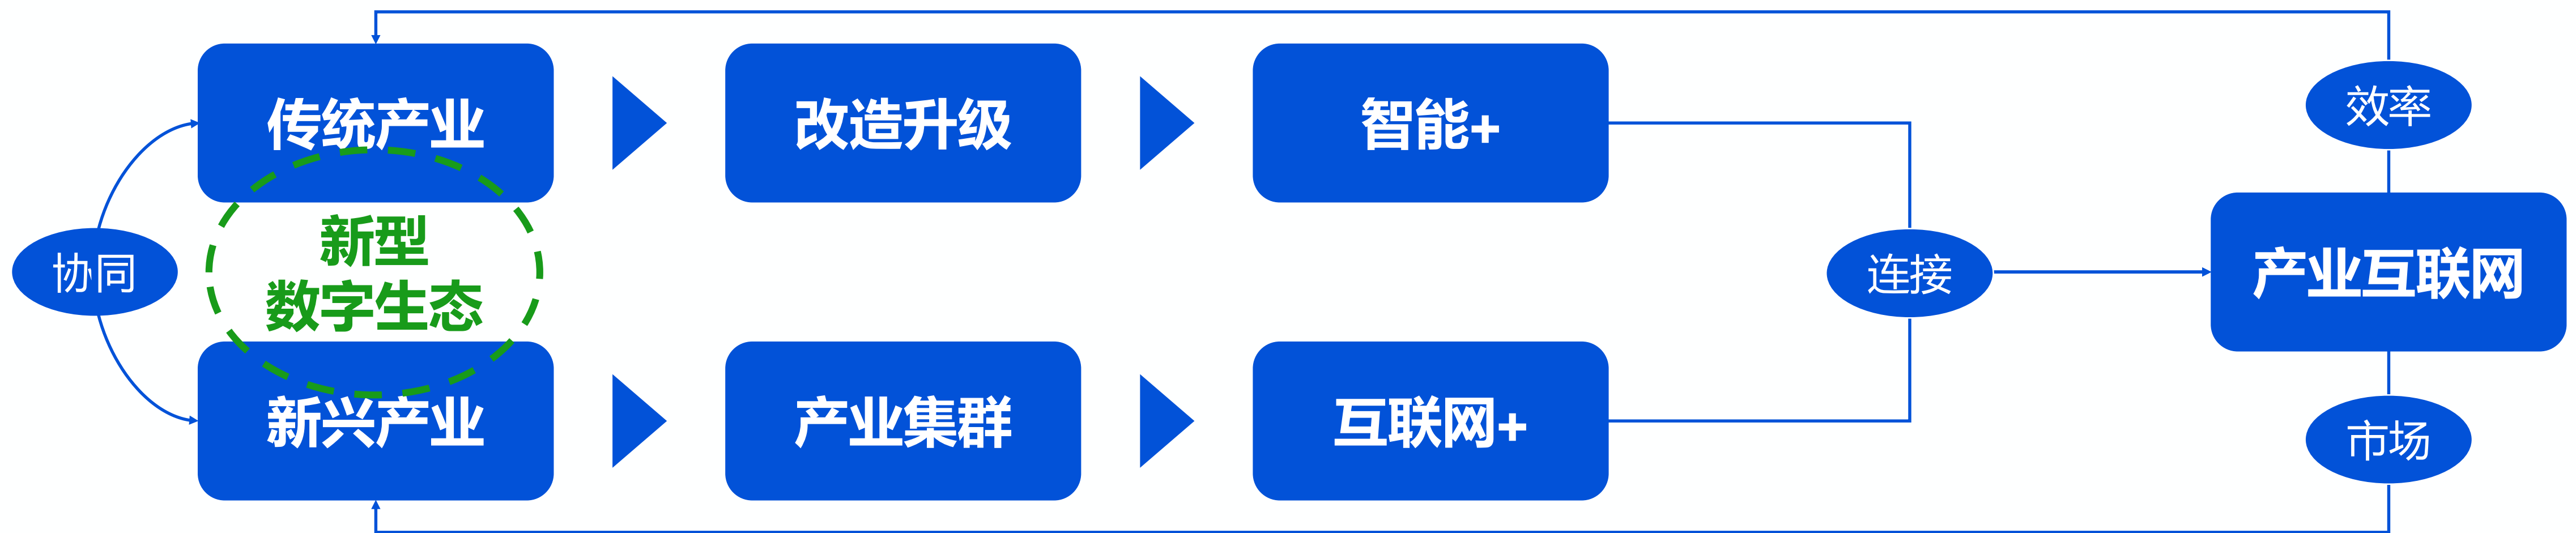 传统产业
改造升级
智能+
效率
协同
新型
数字生态
连接
产业互联网
新兴产业
产业集群
互联网+
市场